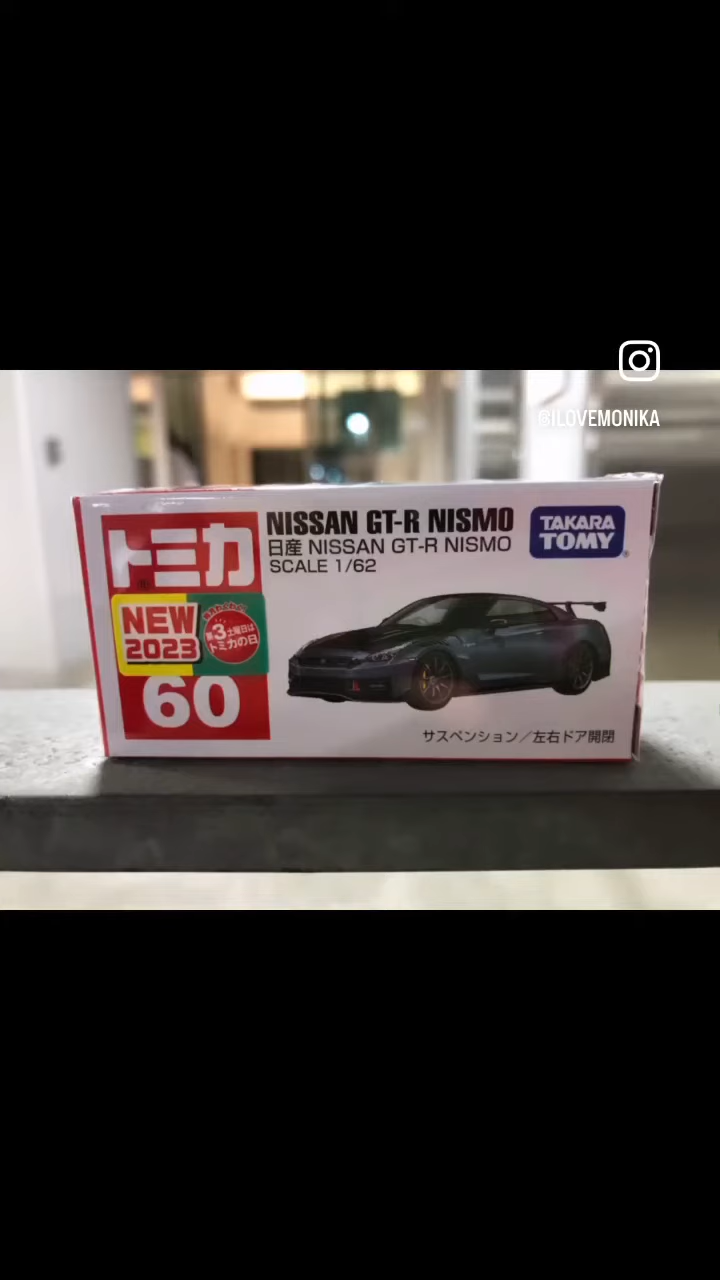 @ILOVEMONIKA
NISSAN GT-R NISMO
日産 NISSAN GT-R NISMO
SCALE 1/62
TAKARA
TOMY
トミカ
NEW
2023
第3土曜日は
トミカの日
60
サスペンション/左右ドア開閉